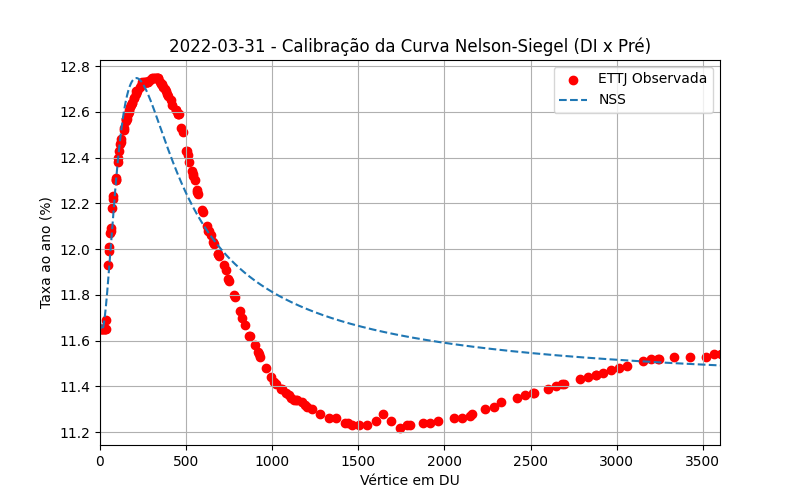 2022-03-31 - Calibração da Curva Nelson-Siegel (DI x Pré)
ETTJ Observada
NSS
Taxa ao ano (%)
12.8
12.6
12.4
12.2
12.0
11.8
11.6
11.4
11.2
0 500 1000 1500 2000 2500 3000 3500
Vértice em DU